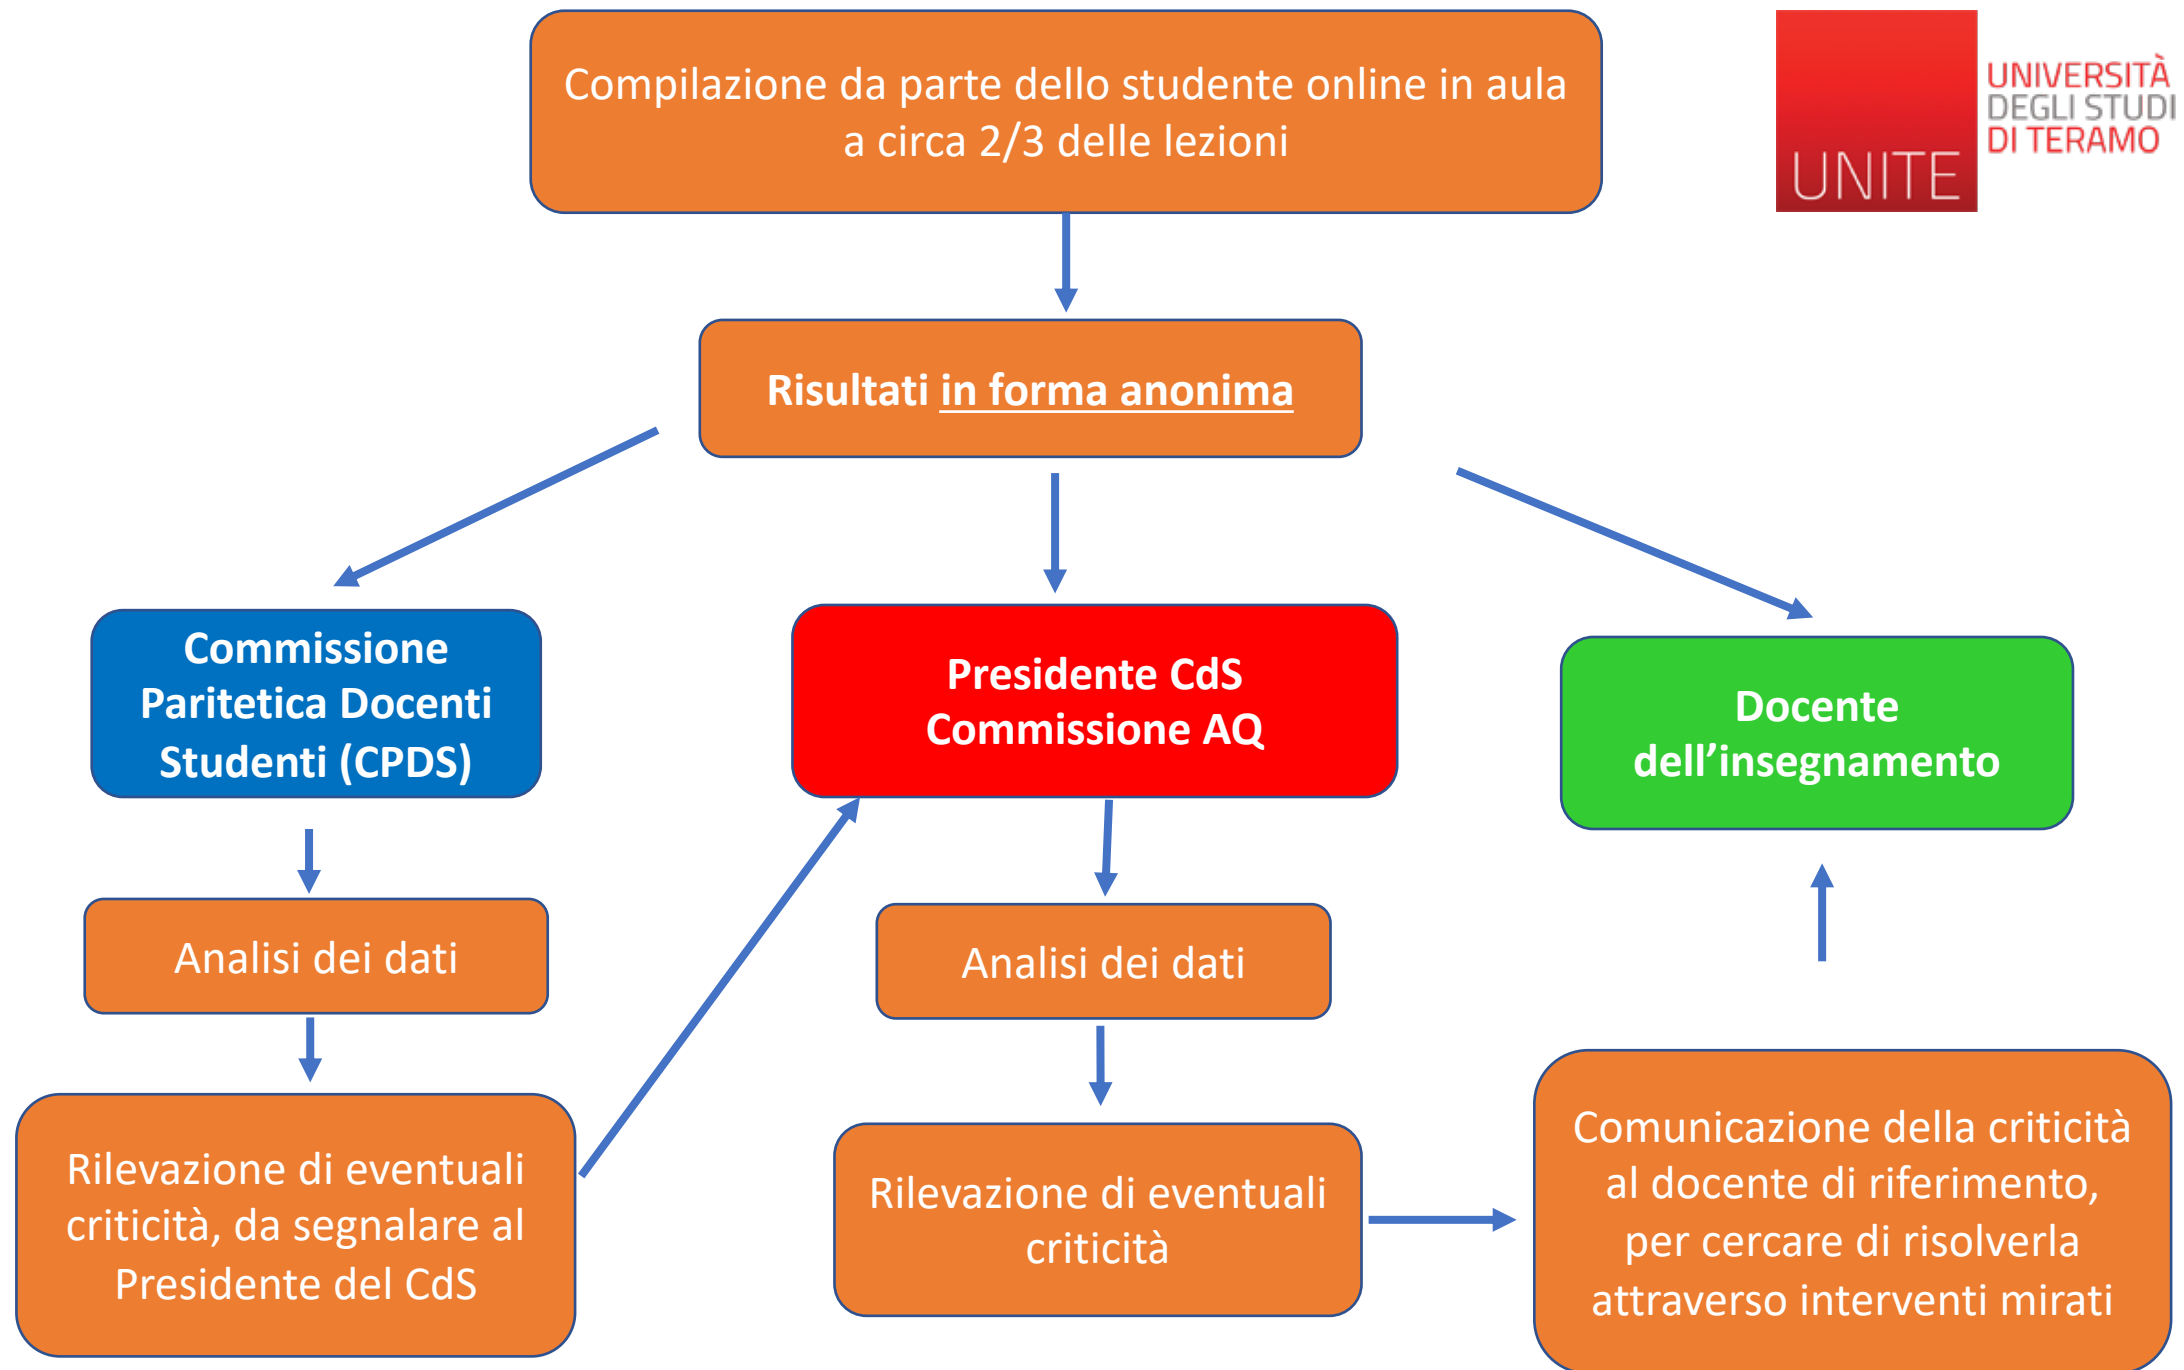 Compilazione da parte dello studente online in aula
a circa 2/3 delle lezioni
UNITE
UNIVERSITÀ
DEGLI STUDI
DI TERAMO
Risultati in forma anonima
Commissione
Paritetica Docenti
Studenti (CPDS)
Presidente CdS
Commissione AQ
Docente
dell’insegnamento
Analisi dei dati
Analisi dei dati
Rilevazione di eventuali
criticità, da segnalare al
Presidente del CdS
Rilevazione di eventuali
criticità
Comunicazione della criticità
al docente di riferimento,
per cercare di risolverla
attraverso interventi mirati